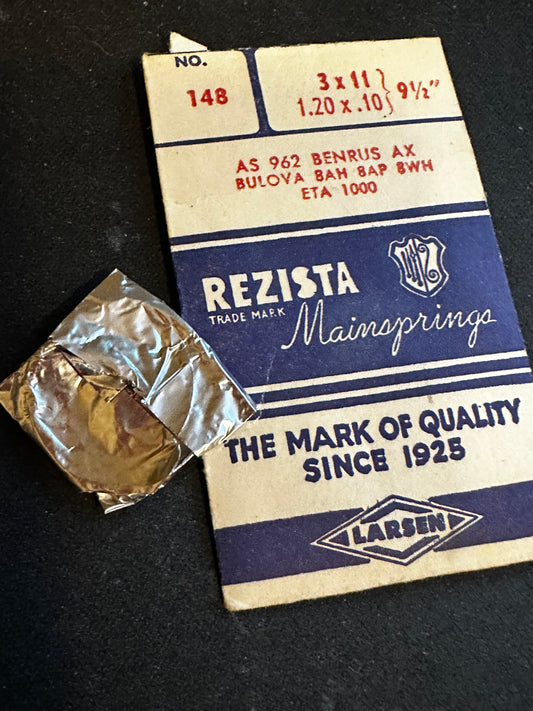 NO.
148
3 x 11
1.20 x .10 } 9½"
AS 962 BENRUS AX
BULOVA 8AH 8AP 8WH
ETA 1000
REZISTA
TRADE MARK
Mainsprings
THE MARK OF QUALITY
SINCE 1925
LARSEN